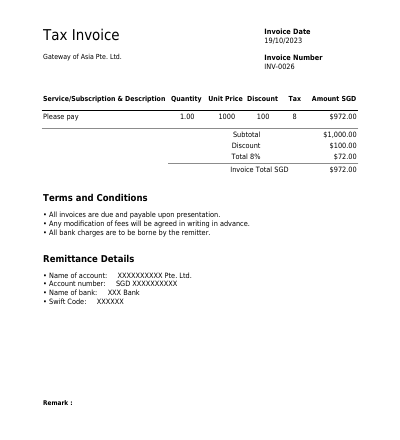 Tax Invoice
Invoice Date
19/10/2023
Gateway of Asia Pte. Ltd.
Invoice Number
INV-0026
Service/Subscription & Description Quantity Unit Price Discount Tax Amount SGD
Please pay 1.00 1000 100 8 $972.00
Subtotal $1,000.00
Discount $100.00
Total 8% $72.00
Invoice Total SGD $972.00
Terms and Conditions
• All invoices are due and payable upon presentation.
• Any modification of fees will be agreed in writing in advance.
• All bank charges are to be borne by the remitter.
Remittance Details
• Name of account: XXXXXXXXXX Pte. Ltd.
• Account number: SGD XXXXXXXXXX
• Name of bank: XXX Bank
• Swift Code: XXXXXX
Remark :